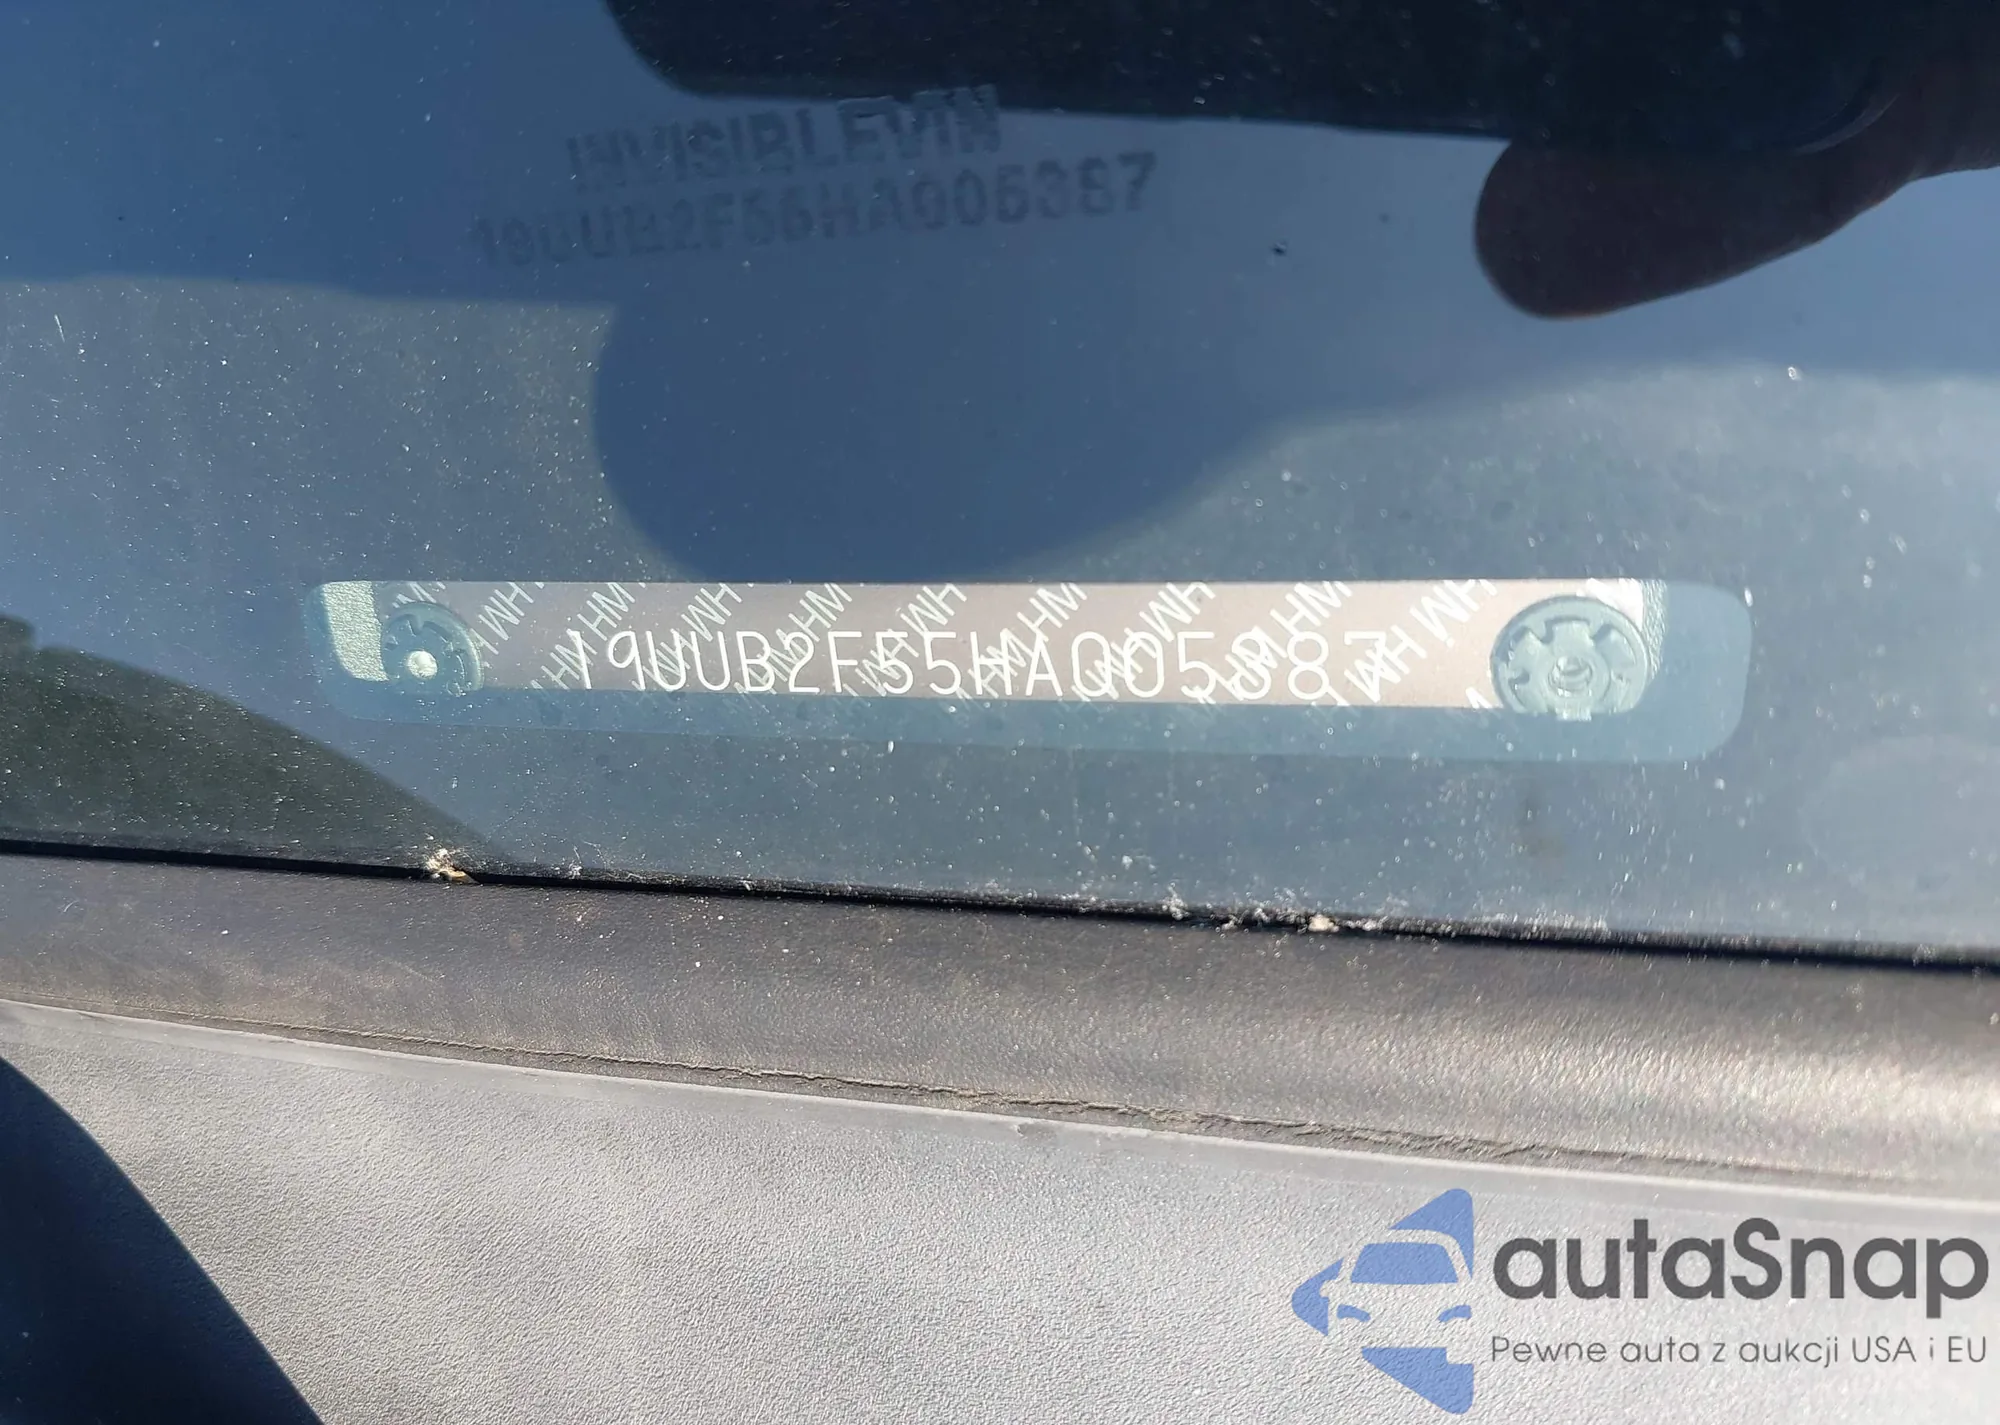 INVISIBLEVIN
19UUB2F55HA005387
19UUB2F55HA005387
autaSnap
Pewne auta z aukcji USA i EU